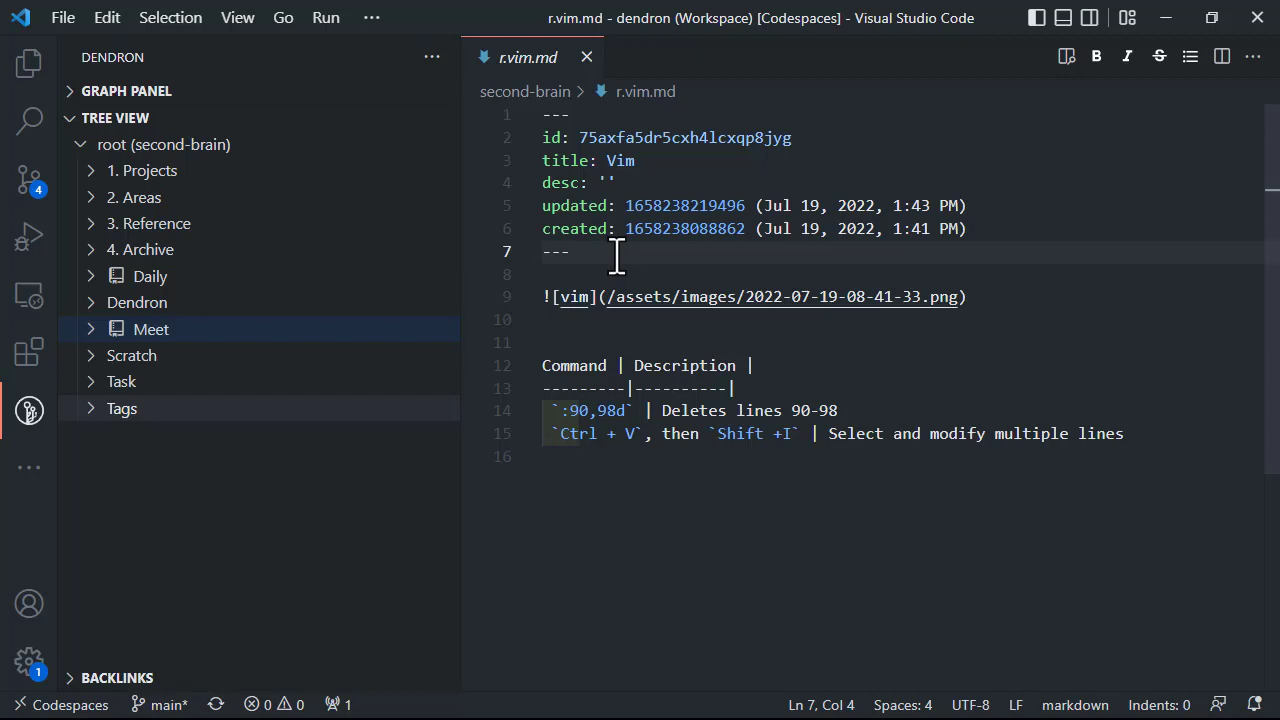 File Edit Selection View Go Run ··· r.vim.md - dendron (Workspace) [Codespaces] - Visual Studio Code
DENDRON ···
r.vim.md
B I S ···
GRAPH PANEL
second-brain > r.vim.md
TREE VIEW
root (second-brain)
1. Projects
2. Areas
3. Reference
4. Archive
Daily
Dendron
Meet
Scratch
Task
Tags
4
1 ---
2 id: 75axfa5dr5cxh4lcxqp8jyg
3 title: Vim
4 desc: ''
5 updated: 1658238219496 (Jul 19, 2022, 1:43 PM)
6 created: 1658238088862 (Jul 19, 2022, 1:41 PM)
7 ---
8
9 ![vim](/assets/images/2022-07-19-08-41-33.png)
10
11
12 Command | Description |
13 ---------|----------|
14 `:90,98d` | Deletes lines 90-98
15 `Ctrl + V`, then `Shift +I` | Select and modify multiple lines
16
BACKLINKS
1
Codespaces main* 0 0 1 Ln 7, Col 4 Spaces: 4 UTF-8 LF markdown Indents: 0